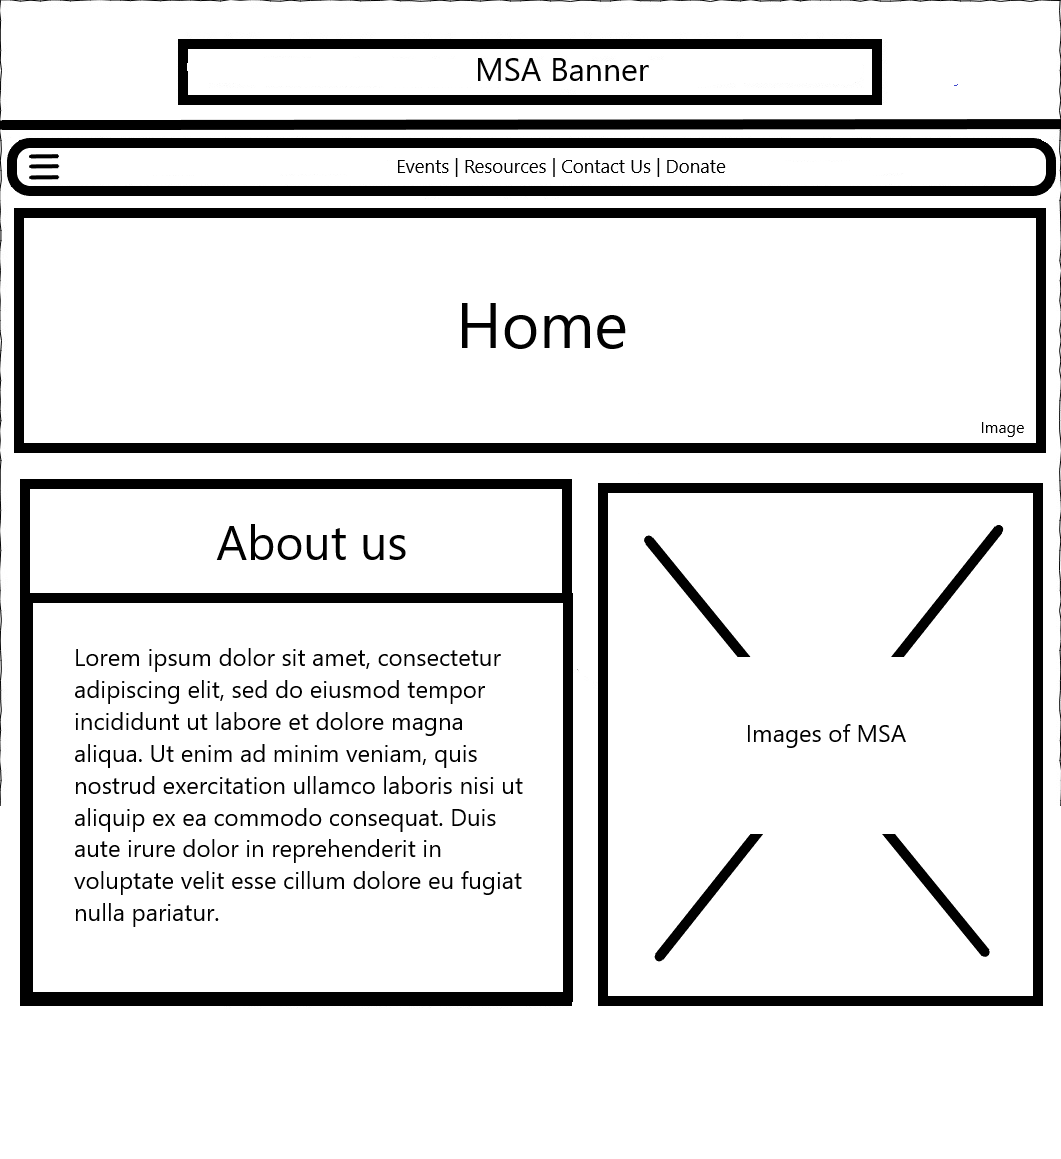 MSA Banner
Events | Resources | Contact Us | Donate
Home
Image
About us
Lorem ipsum dolor sit amet, consectetur
adipiscing elit, sed do eiusmod tempor
incididunt ut labore et dolore magna
aliqua. Ut enim ad minim veniam, quis
nostrud exercitation ullamco laboris nisi ut
aliquip ex ea commodo consequat. Duis
aute irure dolor in reprehenderit in
voluptate velit esse cillum dolore eu fugiat
nulla pariatur.
Images of MSA